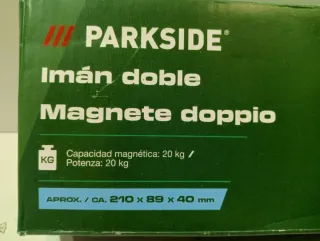 PARKSIDE®
Imán doble
Magnete doppio
KG
Capacidad magnética: 20 kg /
Potenza: 20 kg
APROX. / CA. 210 x 89 x 40 mm